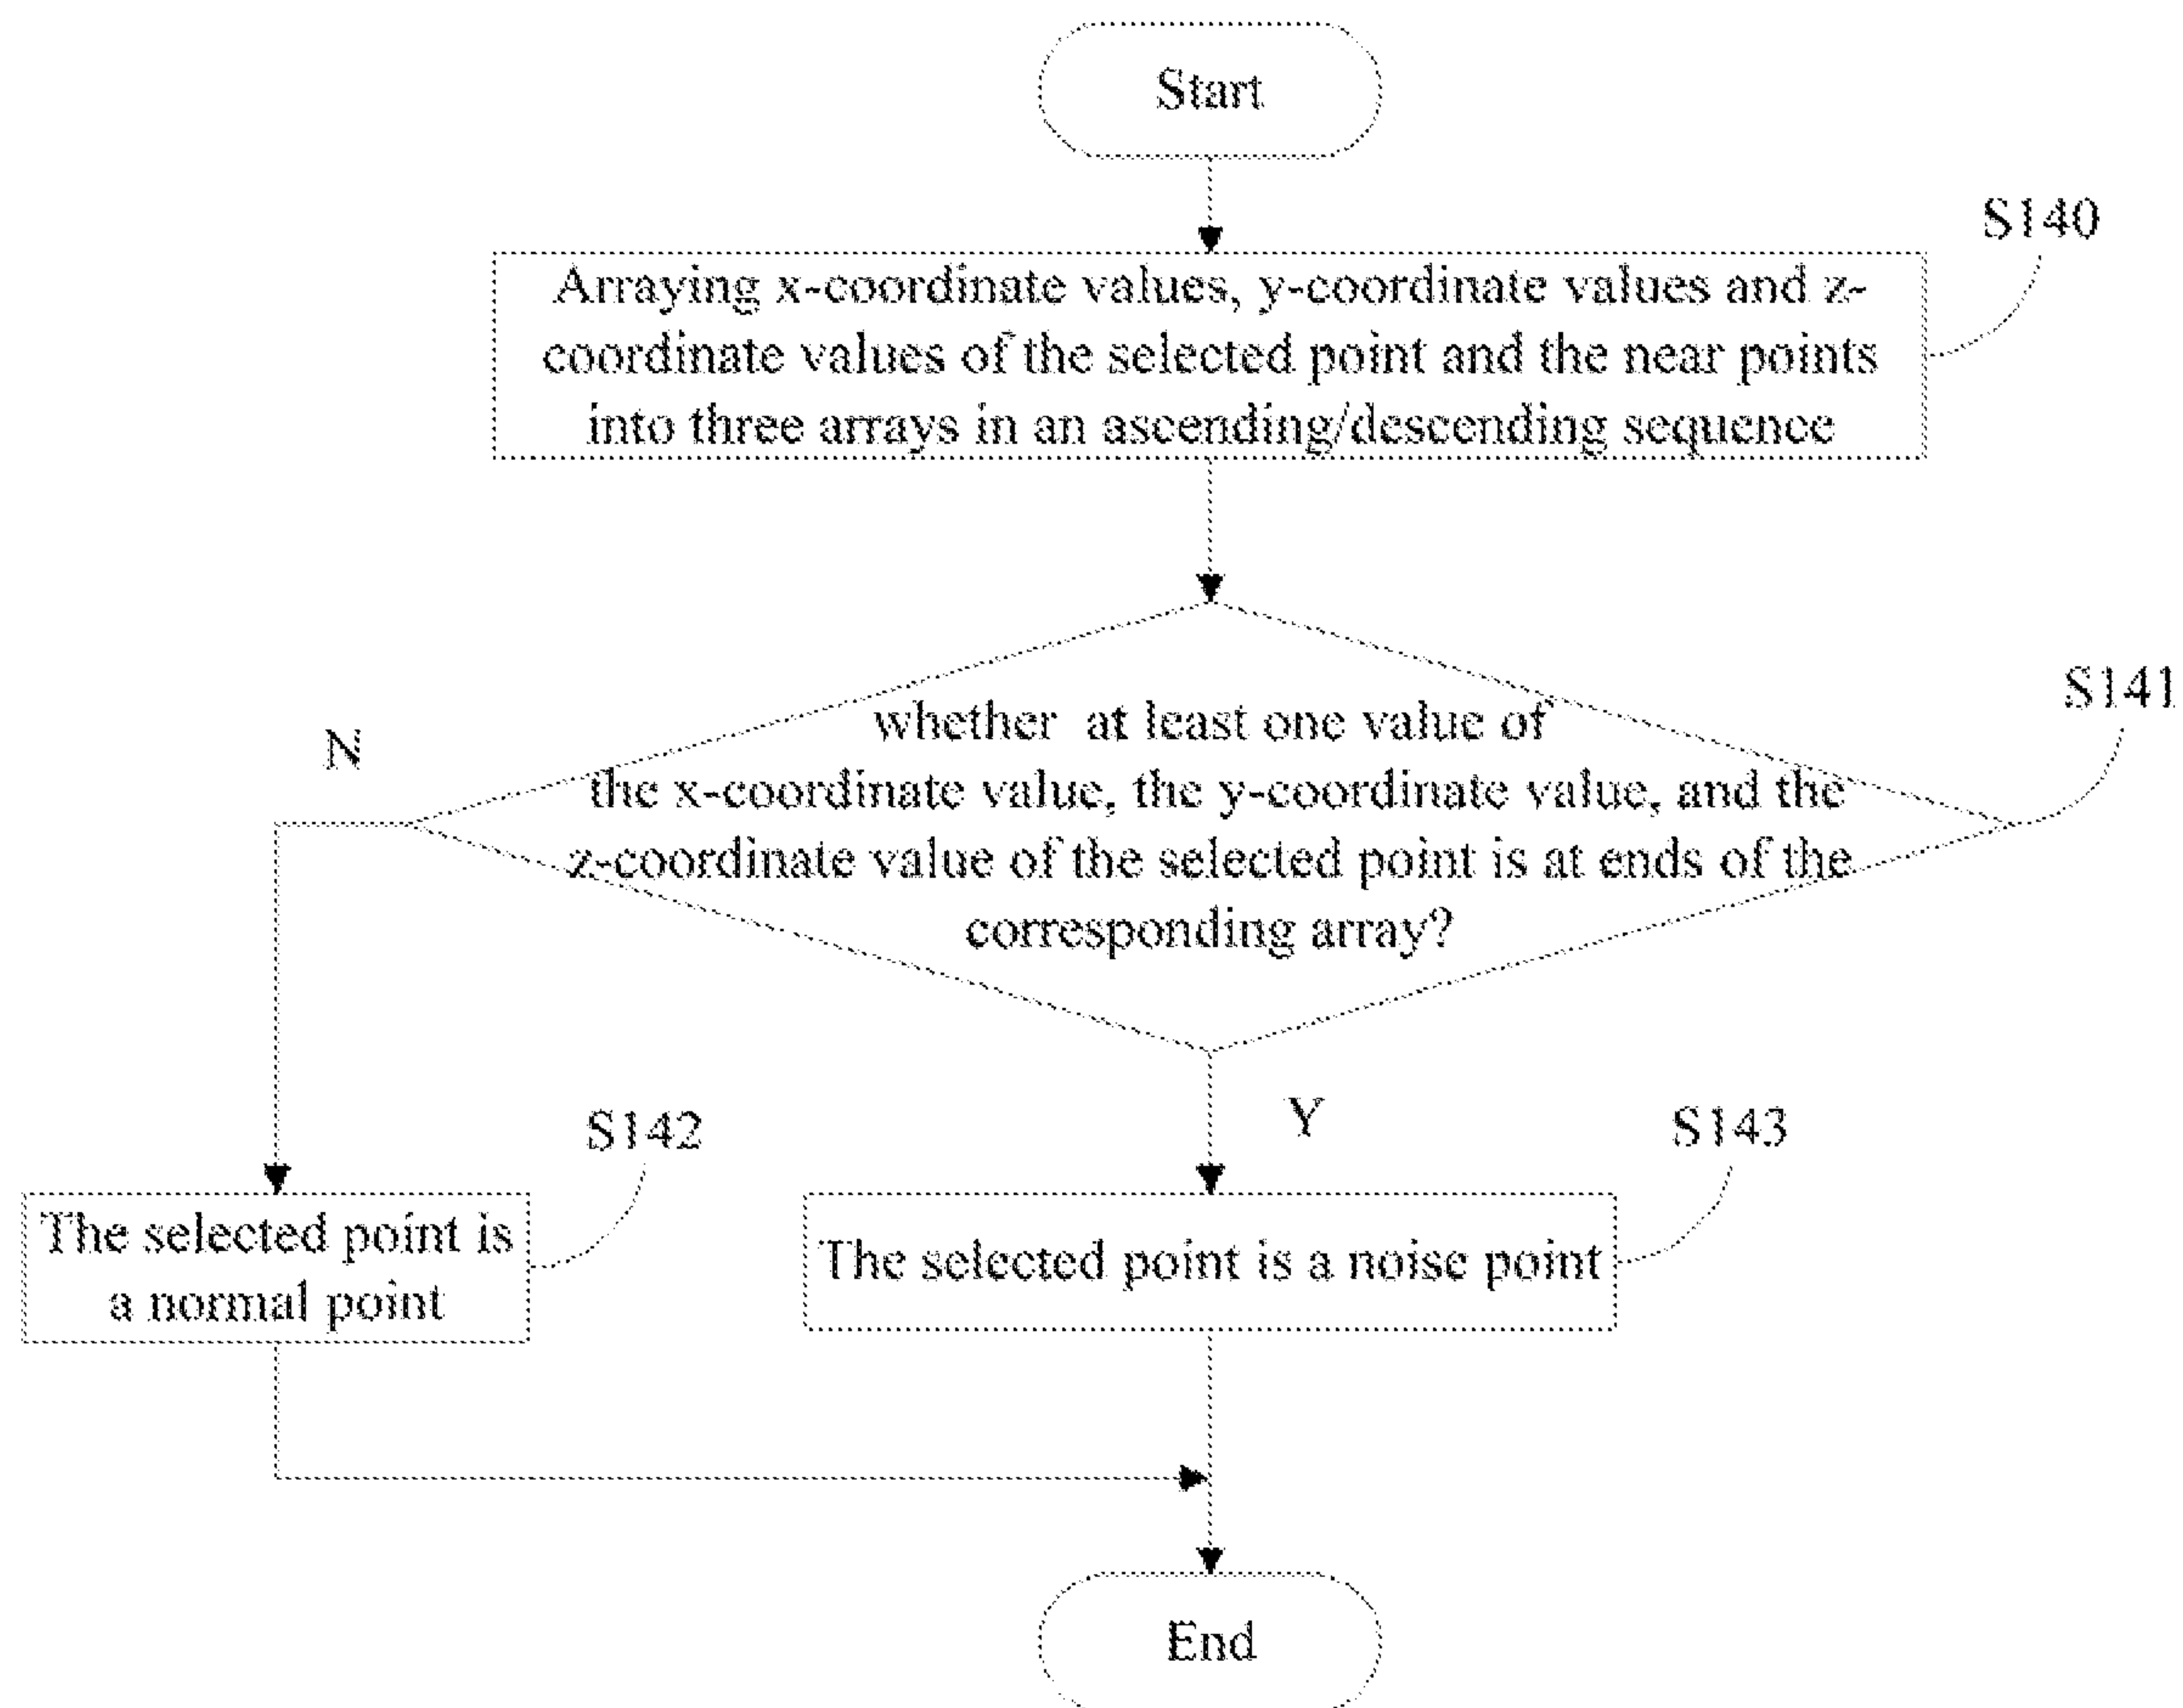 Start
S140
Arraying x-coordinate values, y-coordinate values and z-
coordinate values of the selected point and the near points
into three arrays in an ascending/descending sequence
S141
N
whether at least one value of
the x-coordinate value, the y-coordinate value, and the
z-coordinate value of the selected point is at ends of the
corresponding array?
Y
S142
S143
The selected point is
a normal point
The selected point is a noise point
End